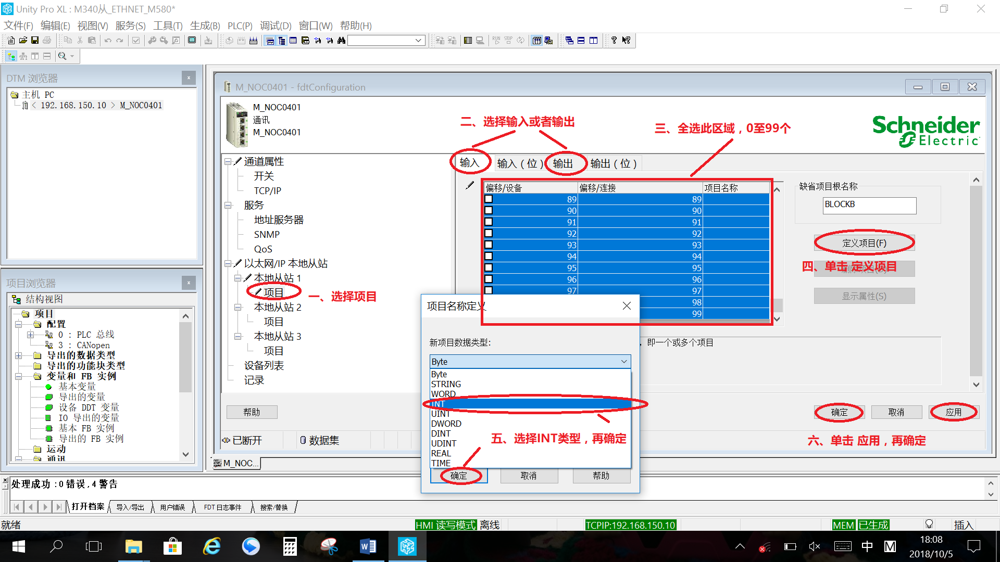 Unity Pro XL : M340从_ETHNET_M580*
文件(F) 编辑(E) 视图(V) 服务(S) 工具(T) 生成(B) PLC(P) 调试(D) 窗口(W) 帮助(H)
RUN STOP
DTM 浏览器
主机 PC
< 192.168.150.10 > M_NOC0401
项目浏览器
结构视图
项目
配置
0 : PLC 总线
3 : CANopen
导出的数据类型
导出的功能块类型
变量和 FB 实例
基本变量
导出的变量
设备 DDT 变量
IO 导出的变量
基本 FB 实例
导出的 FB 实例
运动
通讯
M_NOC0401 - fdtConfiguration
M_NOC0401
通讯
M_NOC0401
Schneider
Electric
二、选择输入或者输出
三、全选此区域，0至99个
通道属性
开关
TCP/IP
服务
地址服务器
SNMP
QoS
以太网/IP 本地从站
本地从站 1
项目
一、选择项目
本地从站 2
项目
本地从站 3
项目
设备列表
记录
输入 输入（位） 输出 输出（位）
偏移/设备 偏移/连接 项目名称
89 89
90 90
91 91
92 92
93 93
94 94
95 95
96 96
97 97
98
99
缺省项目根名称
BLOCKB
定义项目(F)
四、单击 定义项目
显示属性(S)
，即一个或多个项目
项目名称定义
新项目数据类型:
Byte
Byte
STRING
WORD
INT
UINT
DWORD
DINT
UDINT
REAL
TIME
五、选择INT类型，再确定
确定 取消 帮助
帮助
确定 取消 应用
六、单击 应用，再确定
已断开 数据集
M_NOC...
处理成功 :0 错误,4 警告
打开档案 导入/导出 用户错误 FDT 日志事件 搜索/替换
就绪 HMI 读写模式 离线 TCPIP:192.168.150.10 MEM 已生成 插入
中 M 18:08
2018/10/5